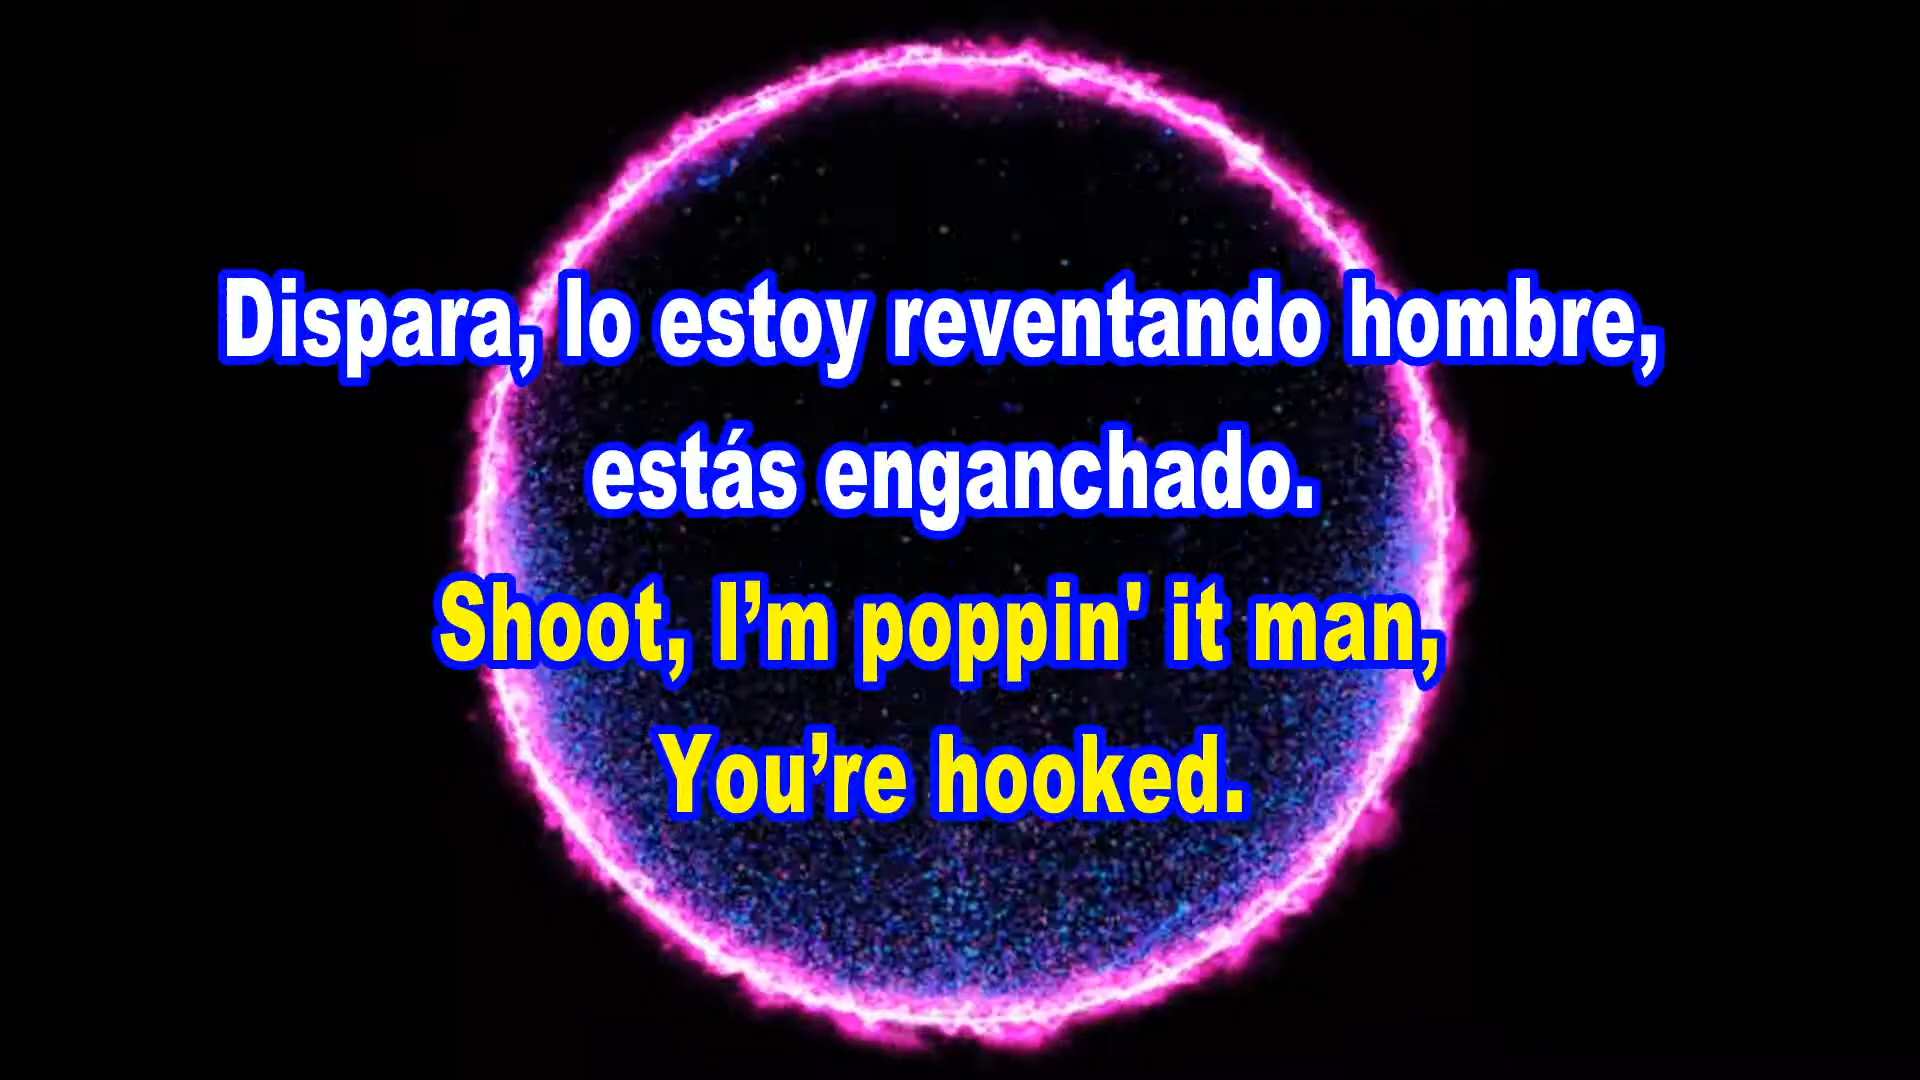 Dispara, lo estoy reventando hombre,
estás enganchado.
Shoot, I’m poppin' it man,
You’re hooked.